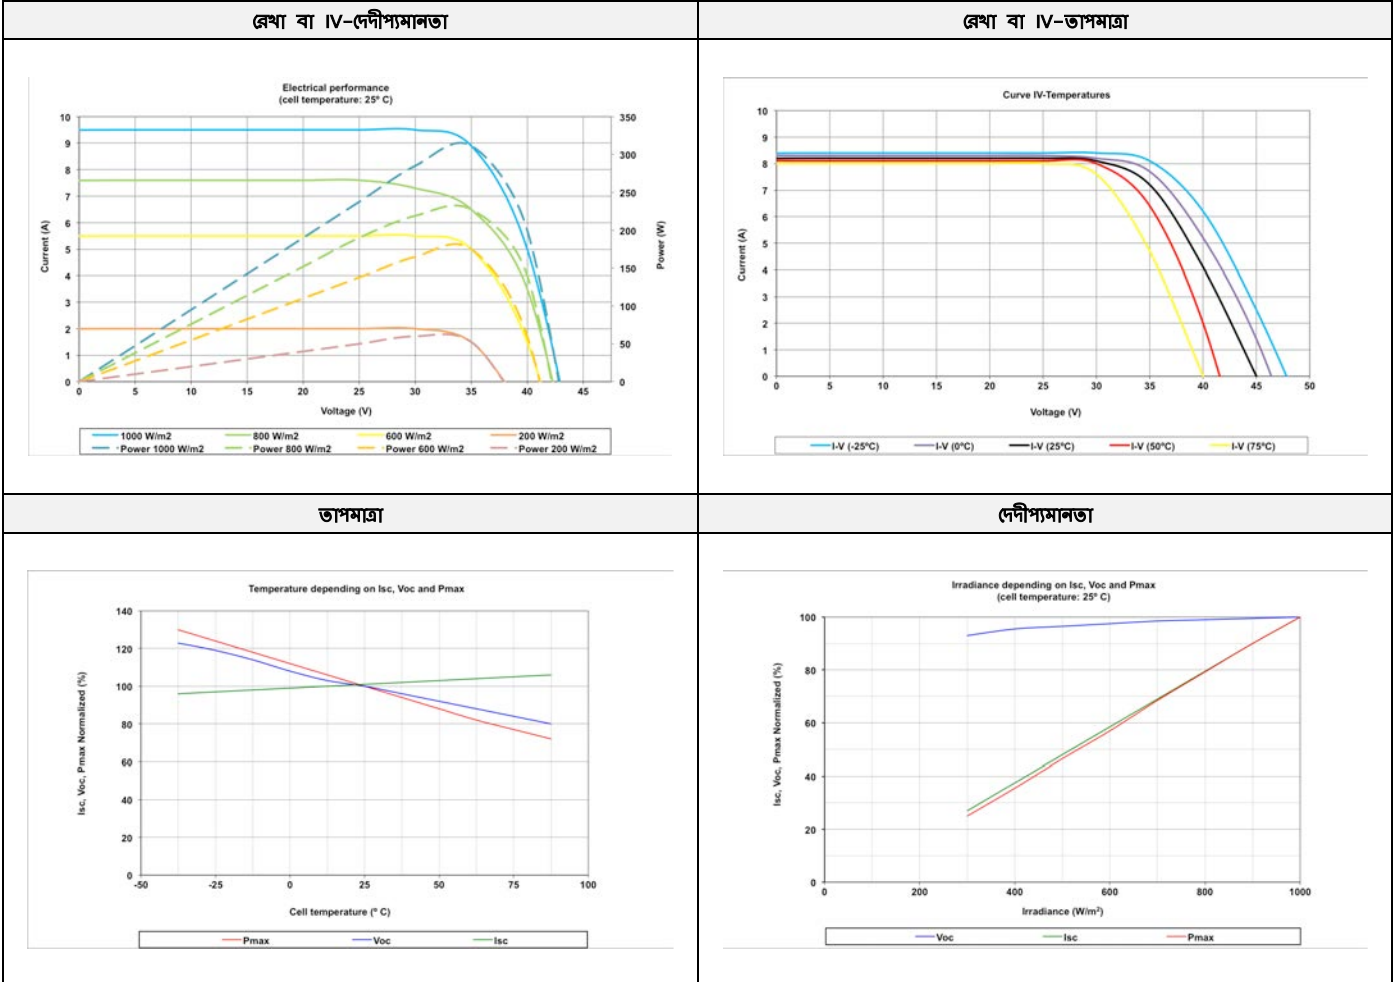 রেখা বা IV-দেদীপ্যমানতা
রেখা বা IV-তাপমাত্রা
Electrical performance
(cell temperature: 25º C)
10
9
8
7
6
5
4
3
2
1
0
Current (A)
350
300
250
200
150
100
50
0
Power (W)
0 5 10 15 20 25 30 35 40 45
Voltage (V)
1000 W/m2 800 W/m2 600 W/m2 200 W/m2
Power 1000 W/m2 Power 800 W/m2 Power 600 W/m2 Power 200 W/m2
Curve IV-Temperatures
10
9
8
7
6
5
4
3
2
1
0
Current (A)
0 5 10 15 20 25 30 35 40 45 50
Voltage (V)
I-V (-25ºC) I-V (0ºC) I-V (25ºC) I-V (50ºC) I-V (75ºC)
তাপমাত্রা
দেদীপ্যমানতা
Temperature depending on Isc, Voc and Pmax
140
120
100
80
60
40
20
0
Isc, Voc, Pmax Normalized (%)
-50 -25 0 25 50 75 100
Cell temperature (º C)
Pmax Voc Isc
Irradiance depending on Isc, Voc and Pmax
(cell temperature: 25º C)
100
80
60
40
20
0
Isc, Voc, Pmax Normalized (%)
0 200 400 600 800 1000
Irradiance (W/m²)
Voc Isc Pmax